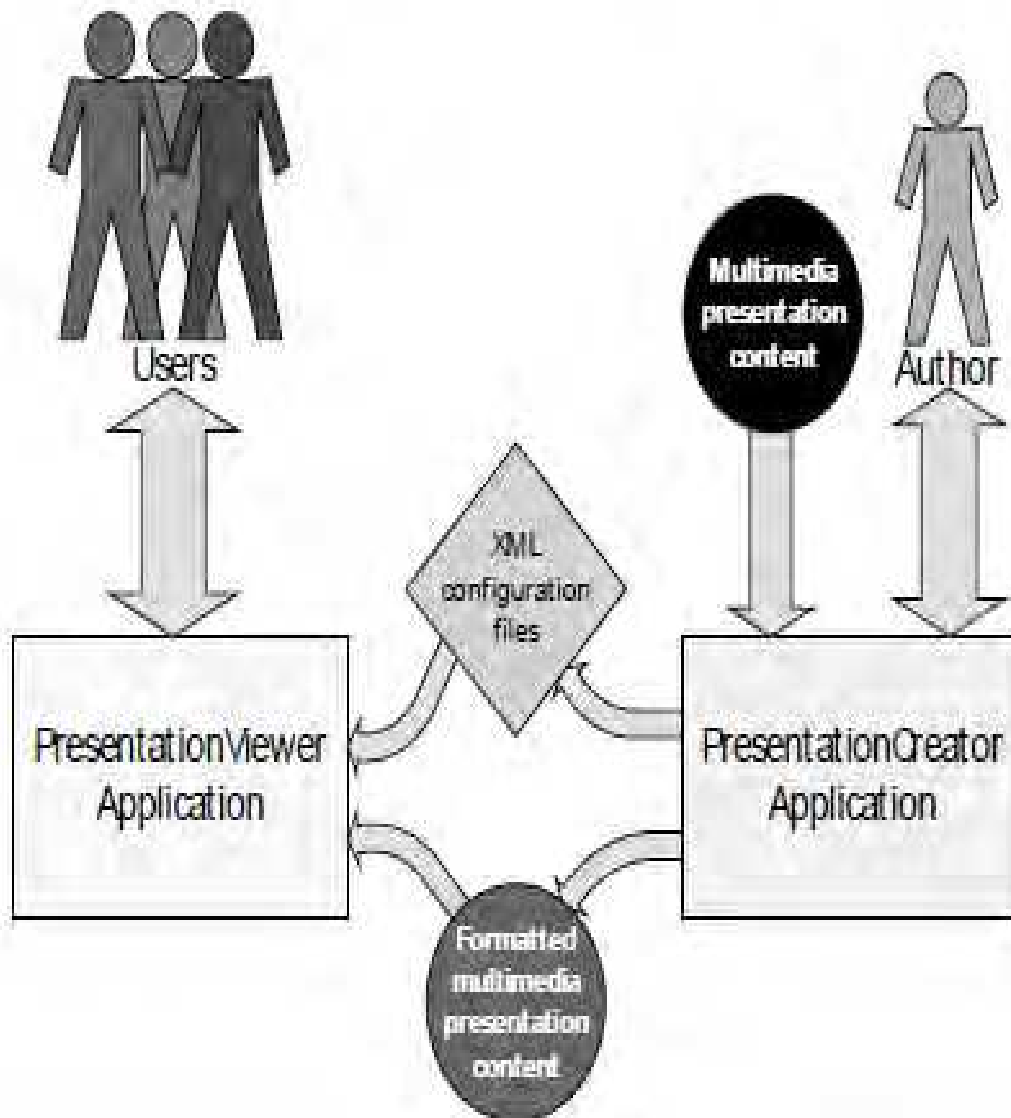 Users
Multimedia
presentation
content
Author
XML
configuration
files
PresentationViewer
Application
PresentationCreator
Application
Formatted
multimedia
presentation
content